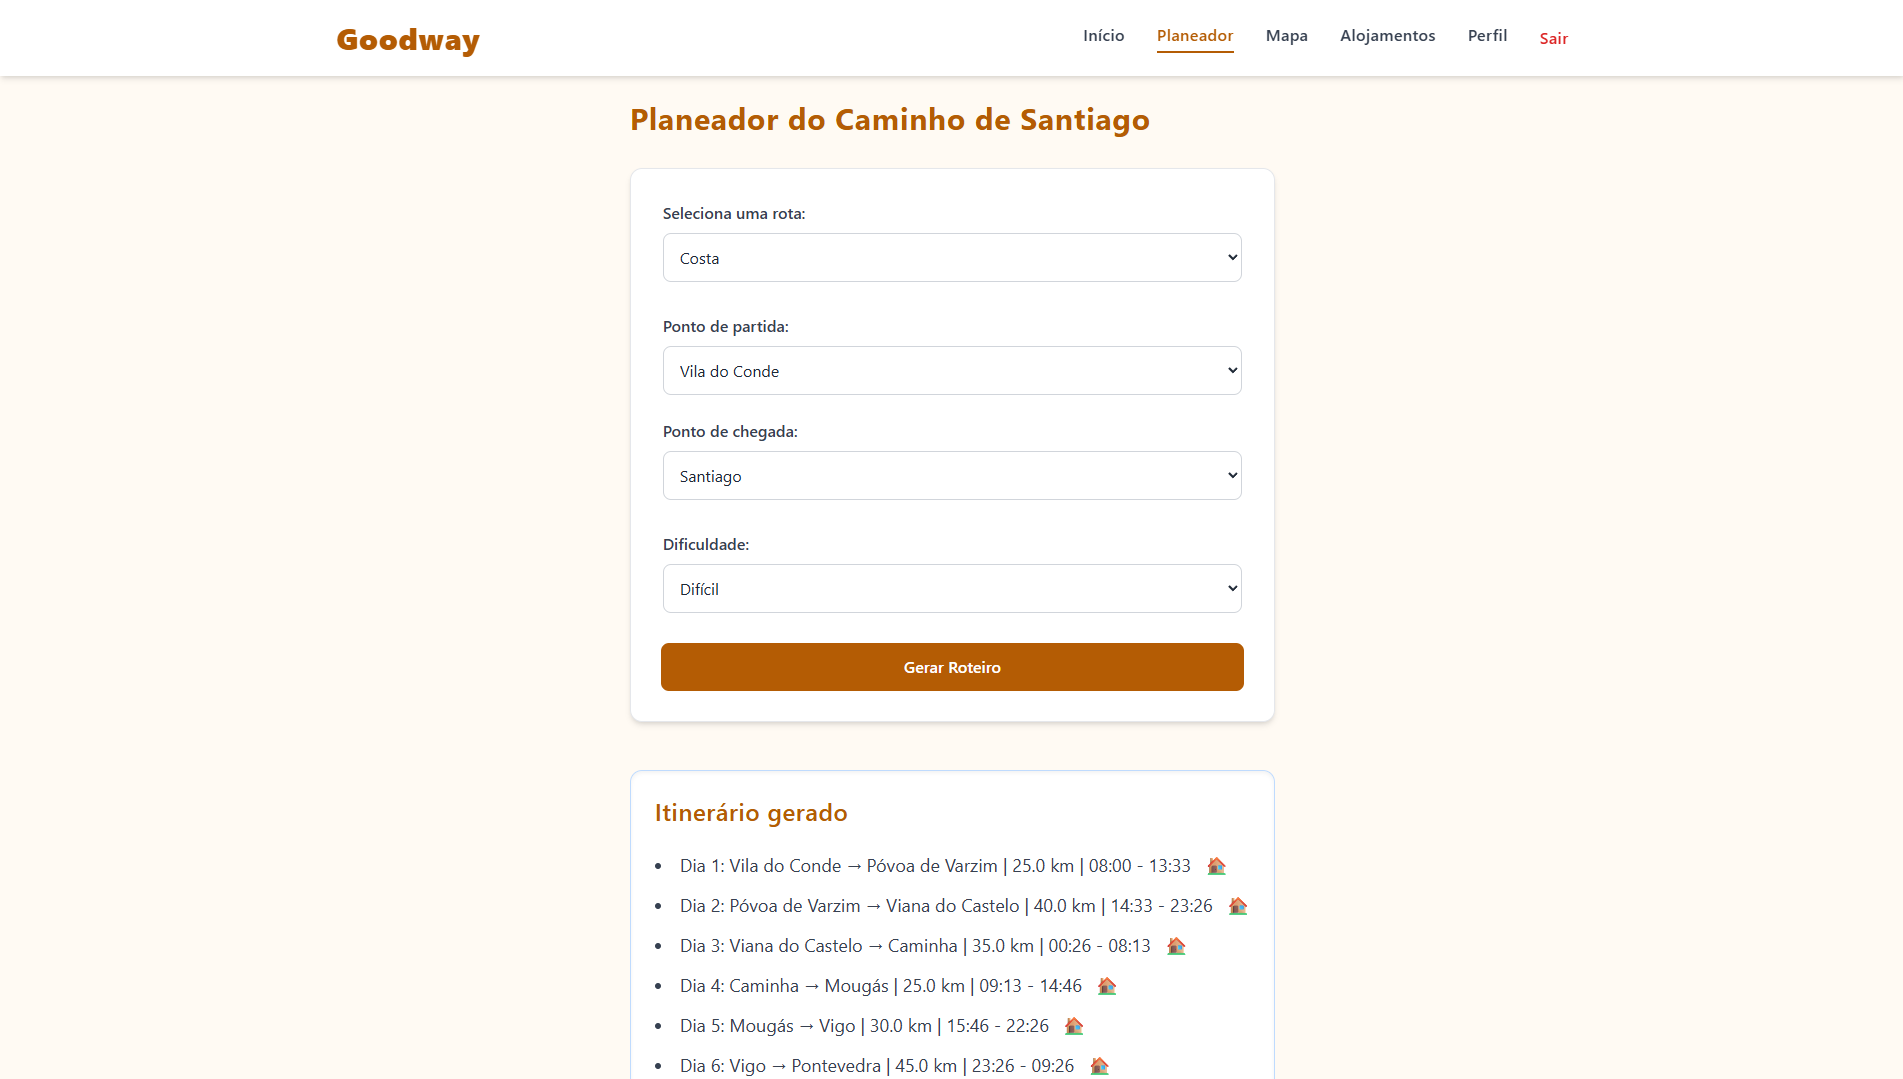 Goodway
Início Planeador Mapa Alojamentos Perfil Sair
Planeador do Caminho de Santiago
Seleciona uma rota:
Costa
Ponto de partida:
Vila do Conde
Ponto de chegada:
Santiago
Dificuldade:
Difícil
Gerar Roteiro
Itinerário gerado
Dia 1: Vila do Conde → Póvoa de Varzim | 25.0 km | 08:00 - 13:33
Dia 2: Póvoa de Varzim → Viana do Castelo | 40.0 km | 14:33 - 23:26
Dia 3: Viana do Castelo → Caminha | 35.0 km | 00:26 - 08:13
Dia 4: Caminha → Mougás | 25.0 km | 09:13 - 14:46
Dia 5: Mougás → Vigo | 30.0 km | 15:46 - 22:26
Dia 6: Vigo → Pontevedra | 45.0 km | 23:26 - 09:26